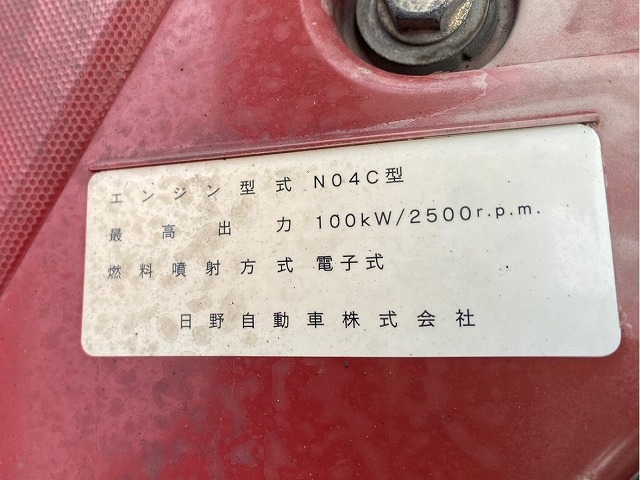 エンジン型式 N04C型
最高出力 100kW/2500r.p.m.
燃料噴射方式 電子式
日野自動車株式会社